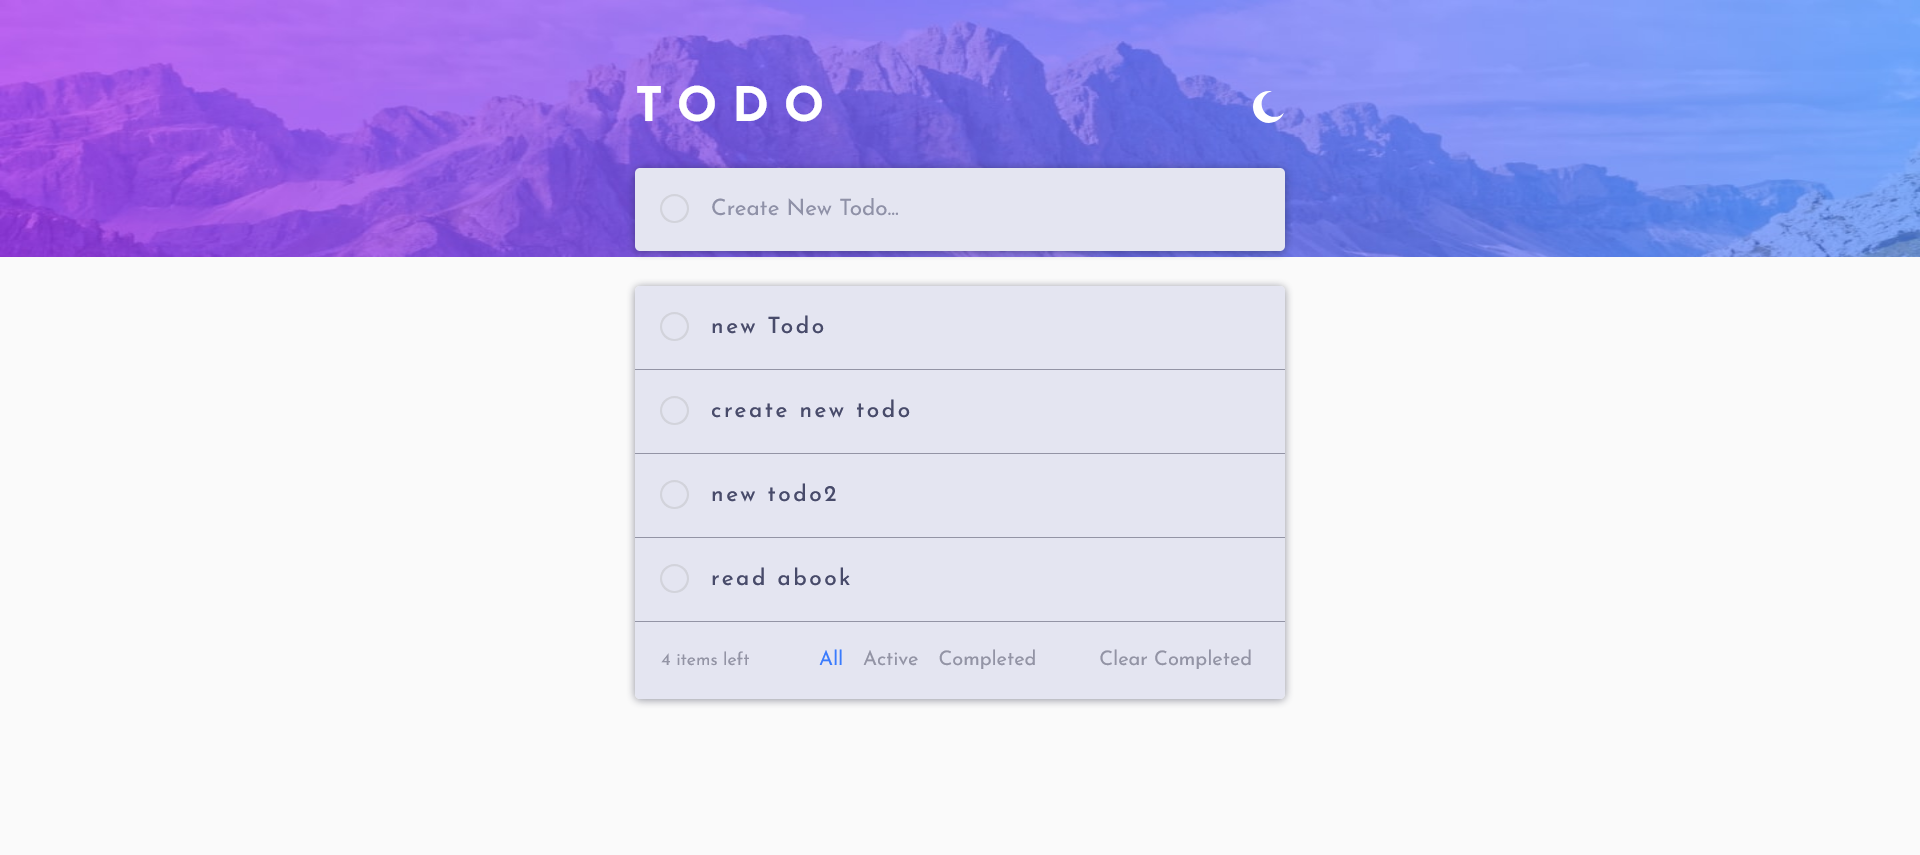 TODO
Create New Todo...
new Todo
create new todo
new todo2
read abook
4 items left All Active Completed Clear Completed